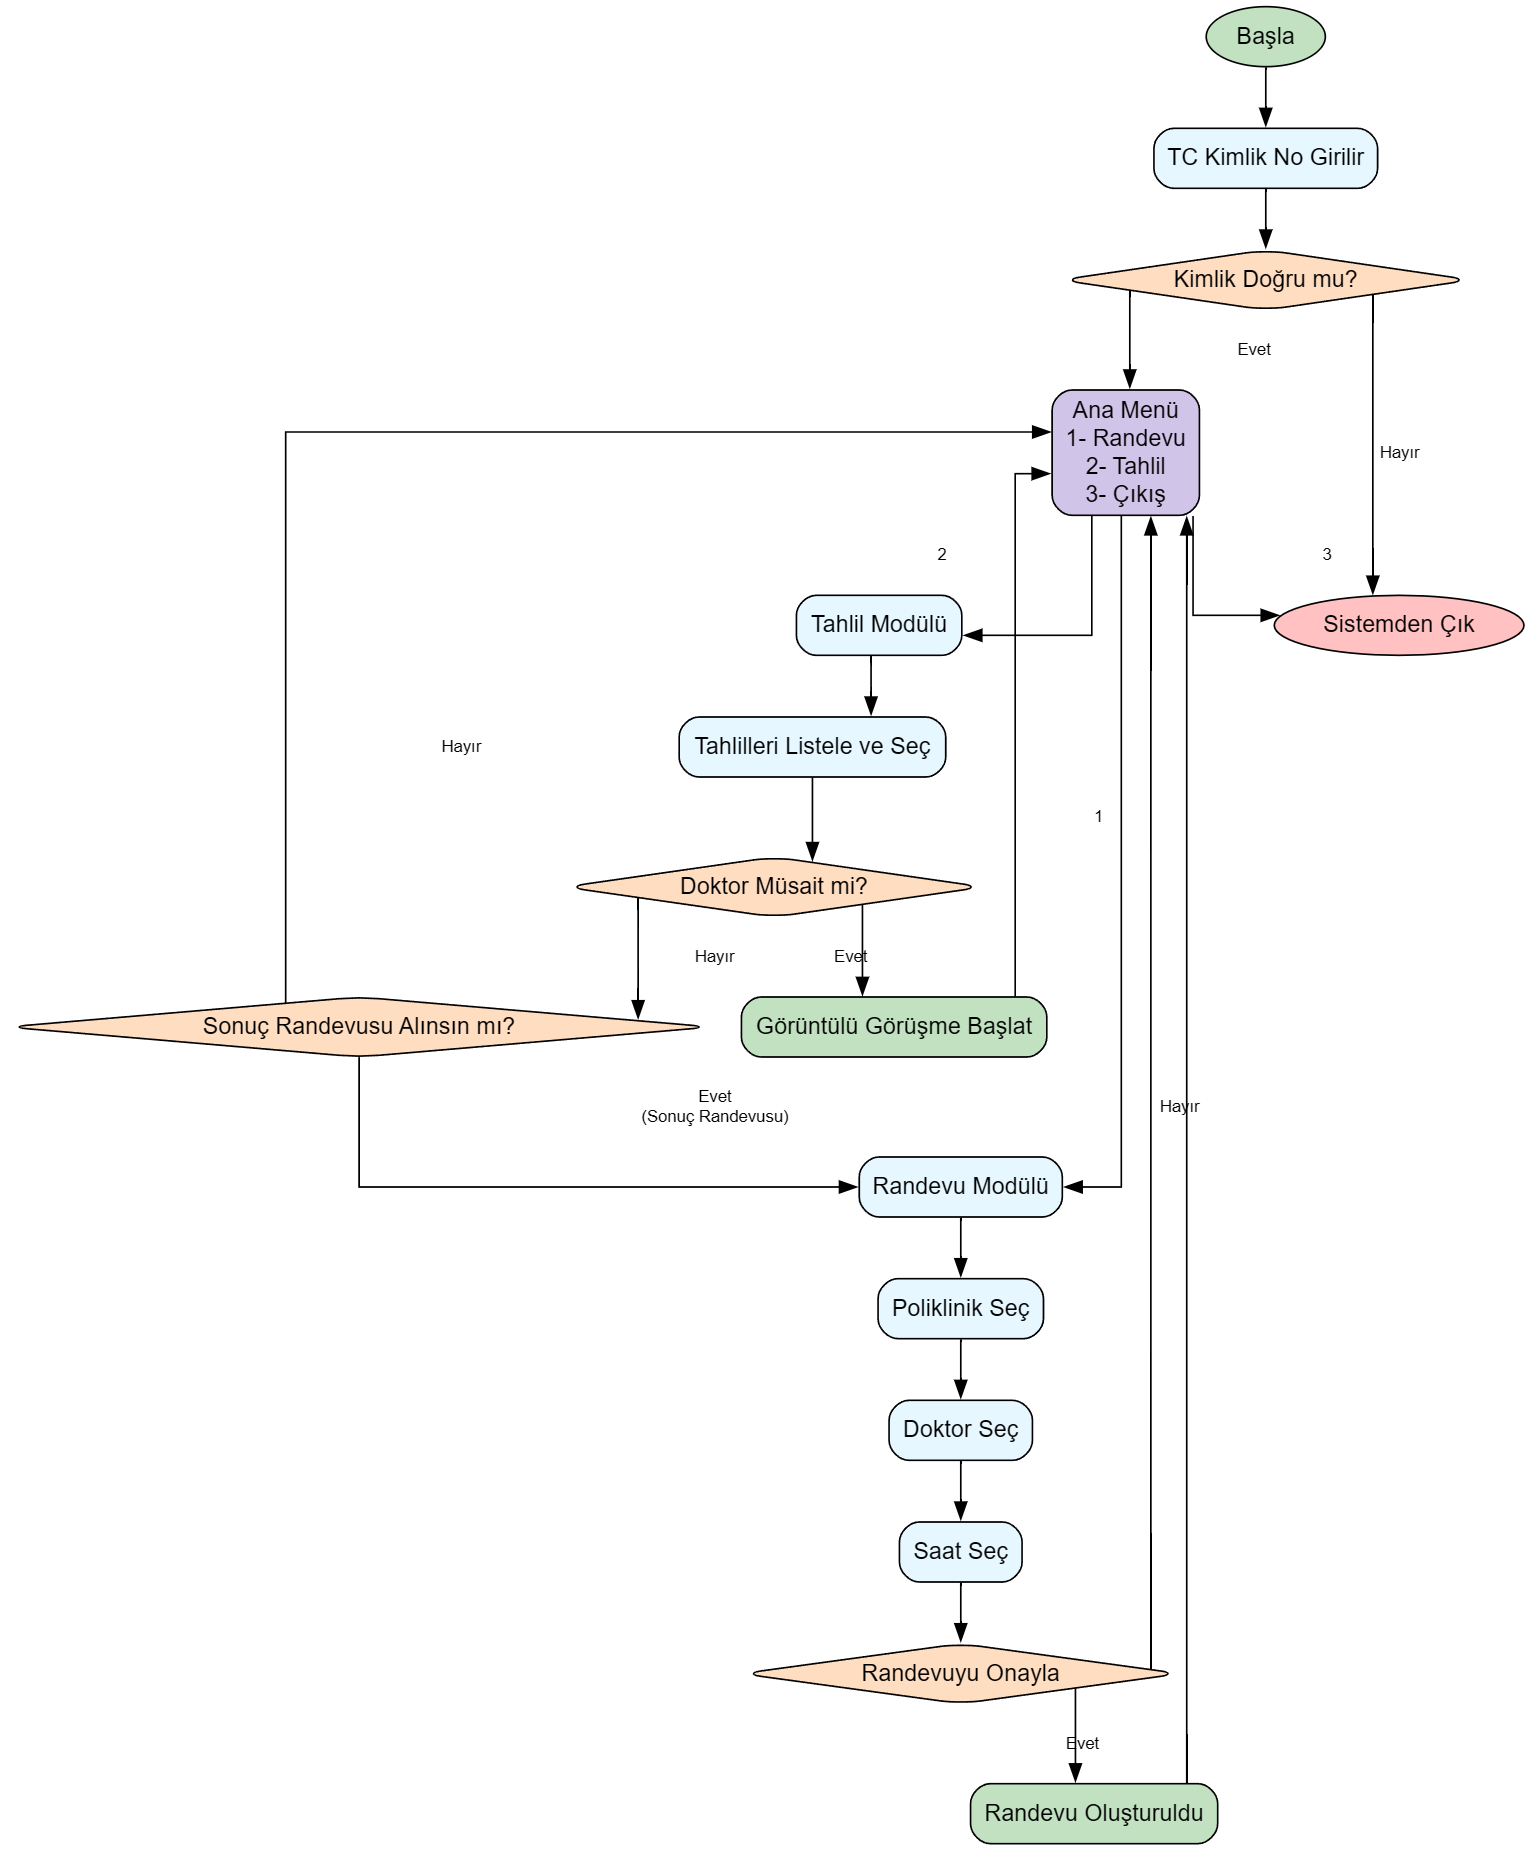 Başla
TC Kimlik No Girilir
Kimlik Doğru mu?
Evet
Ana Menü
1- Randevu
2- Tahlil
3- Çıkış
Hayır
2
3
Tahlil Modülü
Sistemden Çık
Hayır
Tahlilleri Listele ve Seç
1
Doktor Müsait mi?
Hayır
Evet
Sonuç Randevusu Alınsın mı?
Görüntülü Görüşme Başlat
Evet
(Sonuç Randevusu)
Hayır
Randevu Modülü
Poliklinik Seç
Doktor Seç
Saat Seç
Randevuyu Onayla
Evet
Randevu Oluşturuldu